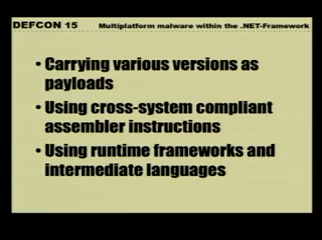 DEFCON 15 Multiplatform malware within the .NET-Framework
• Carrying various versions as
payloads
• Using cross-system compliant
assembler instructions
• Using runtime frameworks and
intermediate languages